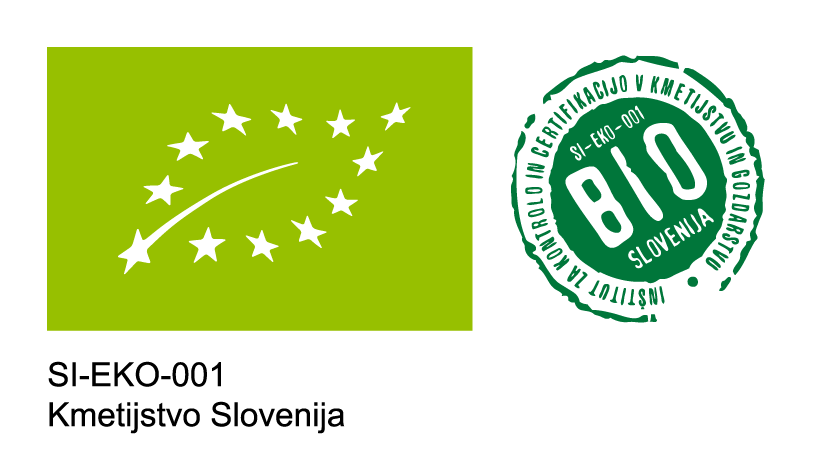 SI-EKO-001
Kmetijstvo Slovenija
INŠTITUT ZA KONTROLO IN CERTIFIKACIJO V KMETIJSTVU IN GOZDARSTVU
SI-EKO-001
BIO
SLOVENIJA